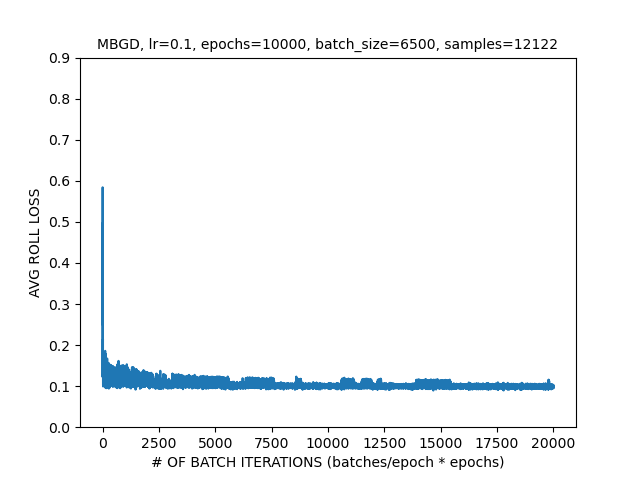 MBGD, lr=0.1, epochs=10000, batch_size=6500, samples=12122
0.9
0.8
0.7
0.6
0.5
0.4
0.3
0.2
0.1
0.0
AVG ROLL LOSS
0 2500 5000 7500 10000 12500 15000 17500 20000
# OF BATCH ITERATIONS (batches/epoch * epochs)